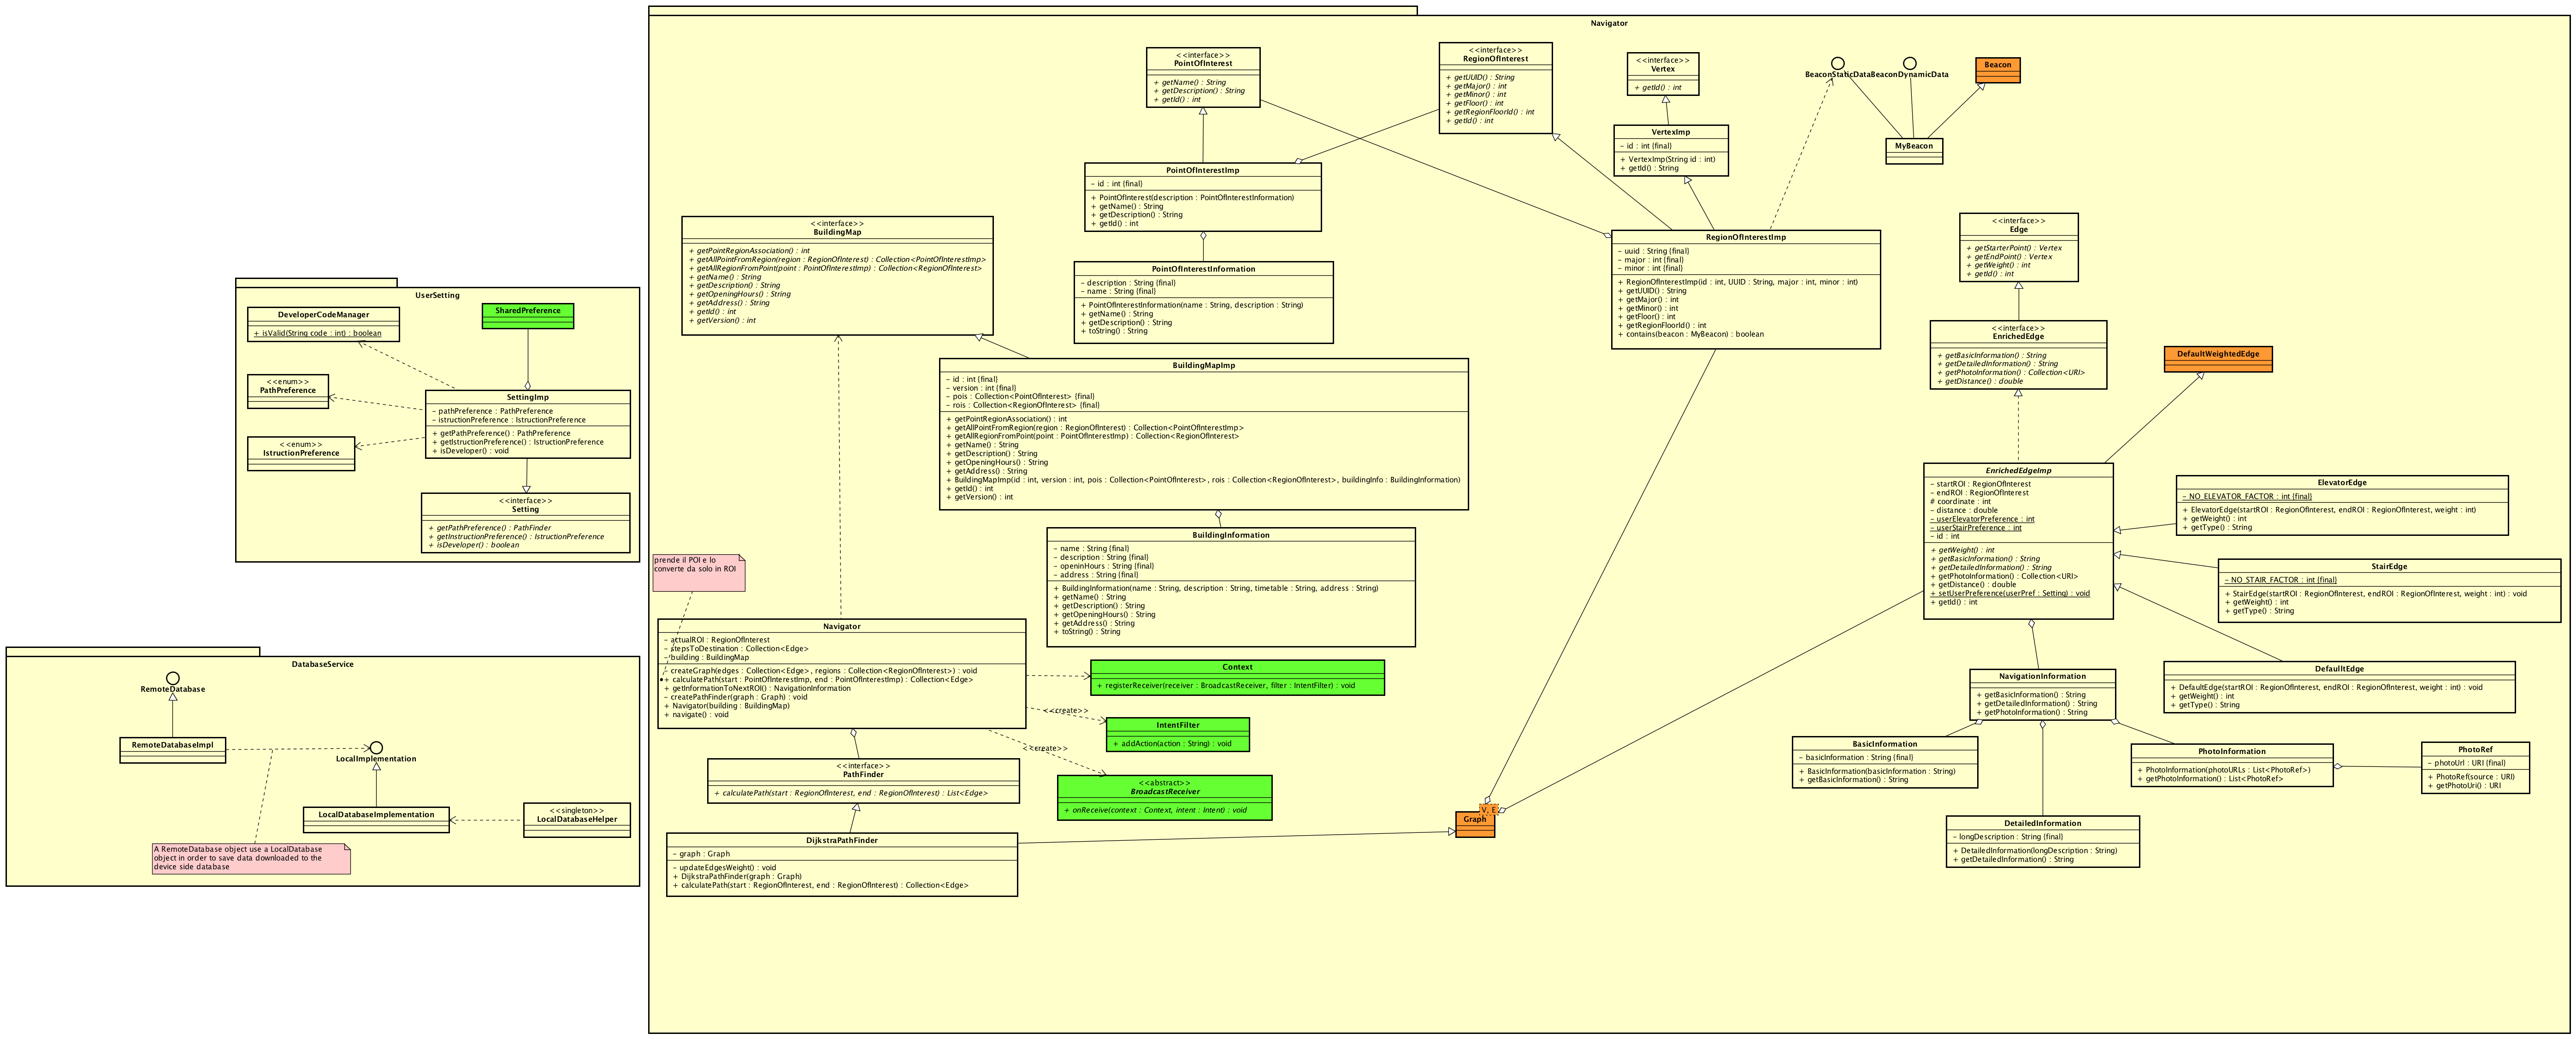 Navigator
<<interface>>
PointOfInterest
+ getName() : String
+ getDescription() : String
+ getId() : int
<<interface>>
RegionOfInterest
+ getUUID() : String
+ getMajor() : int
+ getMinor() : int
+ getFloor() : int
+ getRegionFloorId() : int
+ getId() : int
<<interface>>
Vertex
+ getId() : int
BeaconStaticData
BeaconDynamicData
Beacon
VertexImp
- id : int {final}
+ VertexImp(String id : int)
+ getId() : String
MyBeacon
PointOfInterestImp
- id : int {final}
+ PointOfInterest(description : PointOfInterestInformation)
+ getName() : String
+ getDescription() : String
+ getId() : int
<<interface>>
BuildingMap
+ getPointRegionAssociation() : int
+ getAllPointFromRegion(region : RegionOfInterest) : Collection<PointOfInterestImp>
+ getAllRegionFromPoint(point : PointOfInterestImp) : Collection<RegionOfInterest>
+ getName() : String
+ getDescription() : String
+ getOpeningHours() : String
+ getAddress() : String
+ getId() : int
+ getVersion() : int
PointOfInterestInformation
- description : String {final}
- name : String {final}
+ PointOfInterestInformation(name : String, description : String)
+ getName() : String
+ getDescription() : String
+ toString() : String
RegionOfInterestImp
- uuid : String {final}
- major : int {final}
- minor : int {final}
+ RegionOfInterestImp(id : int, UUID : String, major : int, minor : int)
+ getUUID() : String
+ getMajor() : int
+ getMinor() : int
+ getFloor() : int
+ getRegionFloorId() : int
+ contains(beacon : MyBeacon) : boolean
<<interface>>
Edge
+ getStarterPoint() : Vertex
+ getEndPoint() : Vertex
+ getWeight() : int
+ getId() : int
<<interface>>
EnrichedEdge
+ getBasicInformation() : String
+ getDetailedInformation() : String
+ getPhotoInformation() : Collection<URI>
+ getDistance() : double
DefaultWeightedEdge
UserSetting
DeveloperCodeManager
+ isValid(String code : int) : boolean
SharedPreference
<<enum>>
PathPreference
<<enum>>
IstructionPreference
SettingImp
- pathPreference : PathPreference
- istructionPreference : IstructionPreference
+ getPathPreference() : PathPreference
+ getIstructionPreference() : IstructionPreference
+ isDeveloper() : void
<<interface>>
Setting
+ getPathPreference() : PathFinder
+ getInstructionPreference() : IstructionPreference
+ isDeveloper() : boolean
BuildingMapImp
- id : int {final}
- version : int {final}
- pois : Collection<PointOfInterest> {final}
- rois : Collection<RegionOfInterest> {final}
+ getPointRegionAssociation() : int
+ getAllPointFromRegion(region : RegionOfInterest) : Collection<PointOfInterestImp>
+ getAllRegionFromPoint(point : PointOfInterestImp) : Collection<RegionOfInterest>
+ getName() : String
+ getDescription() : String
+ getOpeningHours() : String
+ getAddress() : String
+ BuildingMapImp(id : int, version : int, pois : Collection<PointOfInterest>, rois : Collection<RegionOfInterest>, buildingInfo : BuildingInformation)
+ getId() : int
+ getVersion() : int
BuildingInformation
- name : String {final}
- description : String {final}
- openinHours : String {final}
- address : String {final}
+ BuildingInformation(name : String, description : String, timetable : String, address : String)
+ getName() : String
+ getDescription() : String
+ getOpeningHours() : String
+ getAddress() : String
+ toString() : String
EnrichedEdgeImp
- startROI : RegionOfInterest
- endROI : RegionOfInterest
# coordinate : int
- distance : double
- userElevatorPreference : int
- userStairPreference : int
- id : int
+ getWeight() : int
+ getBasicInformation() : String
+ getDetailedInformation() : String
+ getPhotoInformation() : Collection<URI>
+ getDistance() : double
+ setUserPreference(userPref : Setting) : void
+ getId() : int
ElevatorEdge
- NO_ELEVATOR_FACTOR : int {final}
+ ElevatorEdge(startROI : RegionOfInterest, endROI : RegionOfInterest, weight : int)
+ getWeight() : int
+ getType() : String
StairEdge
- NO_STAIR_FACTOR : int {final}
+ StairEdge(startROI : RegionOfInterest, endROI : RegionOfInterest, weight : int) : void
+ getWeight() : int
+ getType() : String
DefaultEdge
+ DefaultEdge(startROI : RegionOfInterest, endROI : RegionOfInterest, weight : int) : void
+ getWeight() : int
+ getType() : String
prende il POI e lo
converte da solo in ROI
Navigator
- actualROI : RegionOfInterest
- stepsToDestination : Collection<Edge>
- building : BuildingMap
- createGraph(edges : Collection<Edge>, regions : Collection<RegionOfInterest>) : void
+ calculatePath(start : PointOfInterestImp, end : PointOfInterestImp) : Collection<Edge>
+ getInformationToNextROI() : NavigationInformation
- createPathFinder(graph : Graph) : void
+ Navigator(building : BuildingMap)
+ navigate() : void
Context
+ registerReceiver(receiver : BroadcastReceiver, filter : IntentFilter) : void
<<create>>
IntentFilter
+ addAction(action : String) : void
<<create>>
<<abstract>>
BroadcastReceiver
+ onReceive(context : Context, intent : Intent) : void
<<interface>>
PathFinder
+ calculatePath(start : RegionOfInterest, end : RegionOfInterest) : List<Edge>
DijkstraPathFinder
- graph : Graph
- updateEdgesWeight() : void
+ DijkstraPathFinder(graph : Graph)
+ calculatePath(start : RegionOfInterest, end : RegionOfInterest) : Collection<Edge>
V, E
Graph
NavigationInformation
+ getBasicInformation() : String
+ getDetailedInformation() : String
+ getPhotoInformation() : String
BasicInformation
- basicInformation : String {final}
+ BasicInformation(basicInformation : String)
+ getBasicInformation() : String
PhotoInformation
+ PhotoInformation(photoURLs : List<PhotoRef>)
+ getPhotoInformation() : List<PhotoRef>
PhotoRef
- photoUrl : URI {final}
+ PhotoRef(source : URI)
+ getPhotoUri() : URI
DetailedInformation
- longDescription : String {final}
+ DetailedInformation(longDescription : String)
+ getDetailedInformation() : String
DatabaseService
RemoteDatabase
RemoteDatabaseImpl
LocalImplementation
LocalDatabaseImplementation
<<singleton>>
LocalDatabaseHelper
A RemoteDatabase object use a LocalDatabase
object in order to save data downloaded to the
device side database